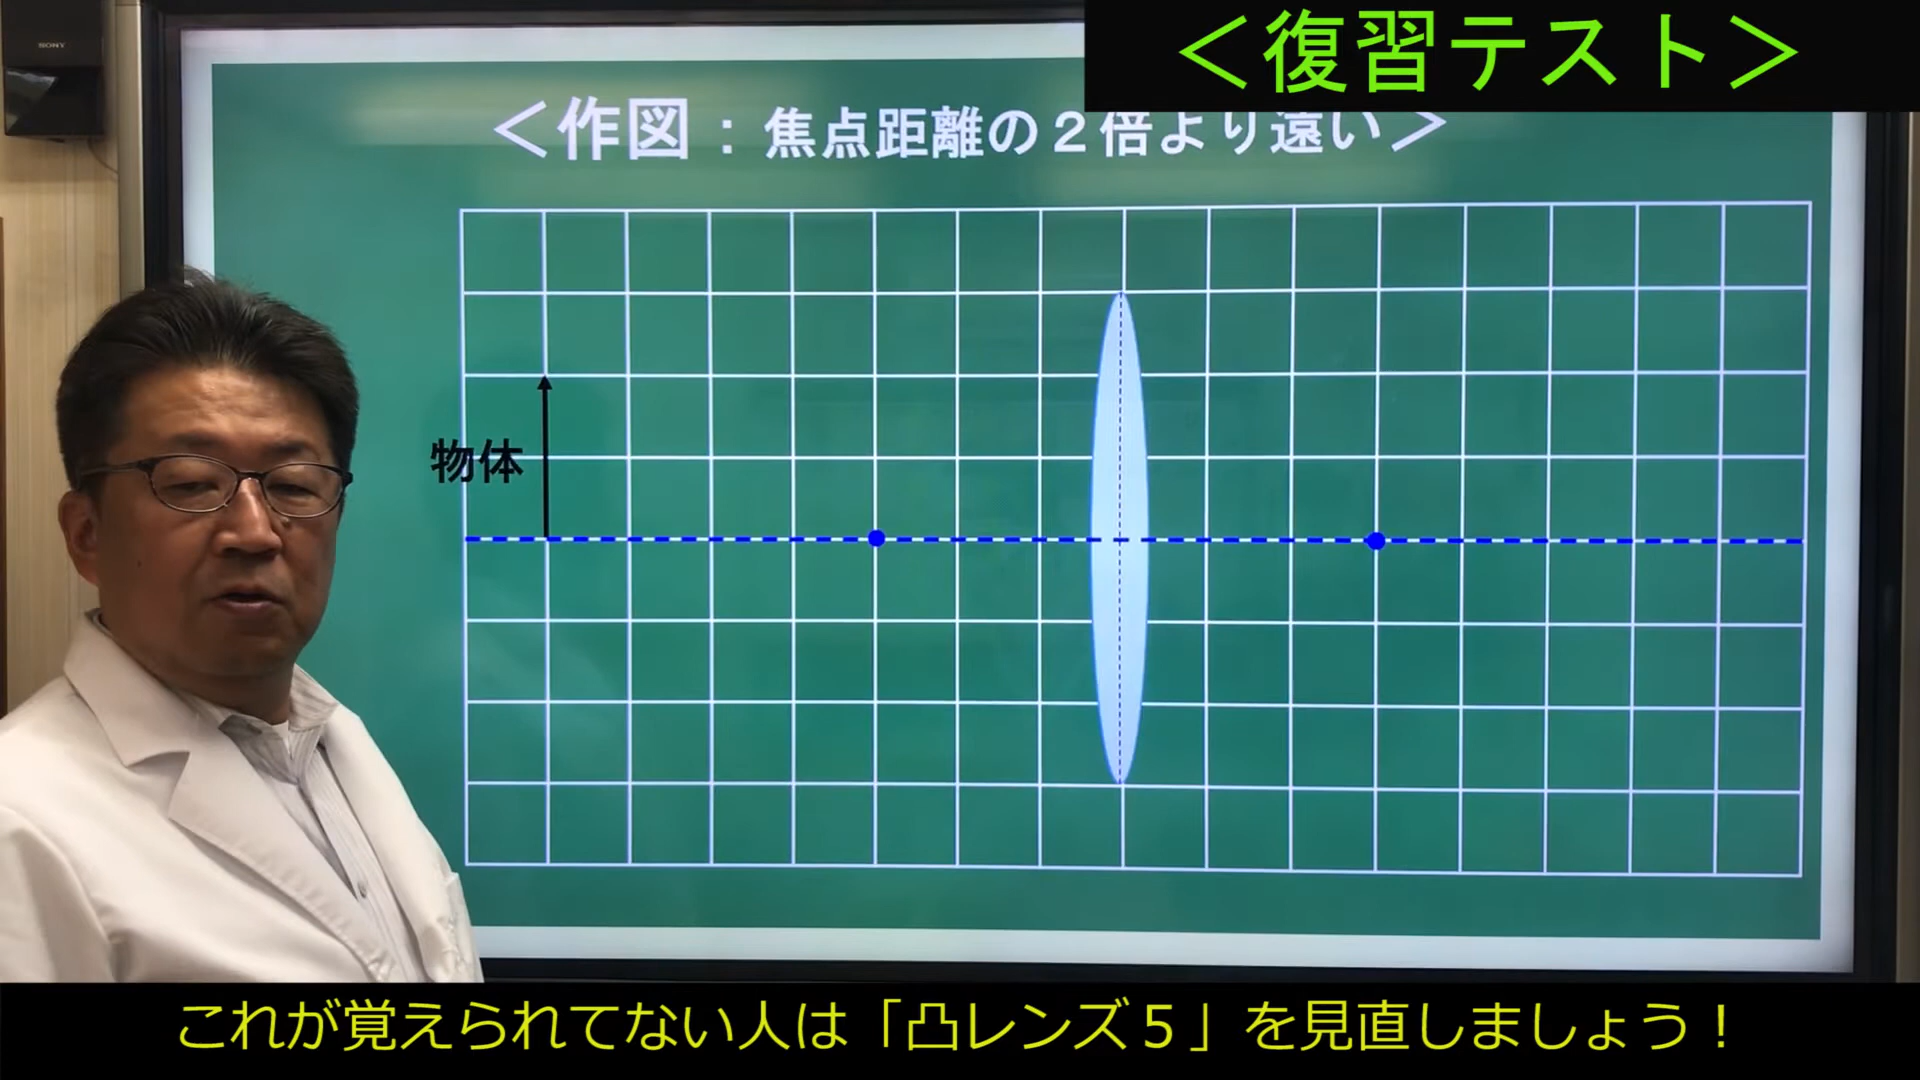 SONY
＜復習テスト＞
＜作図：焦点距離の２倍より遠い＞
物体
これが覚えられてない人は「凸レンズ５」を見直しましょう！